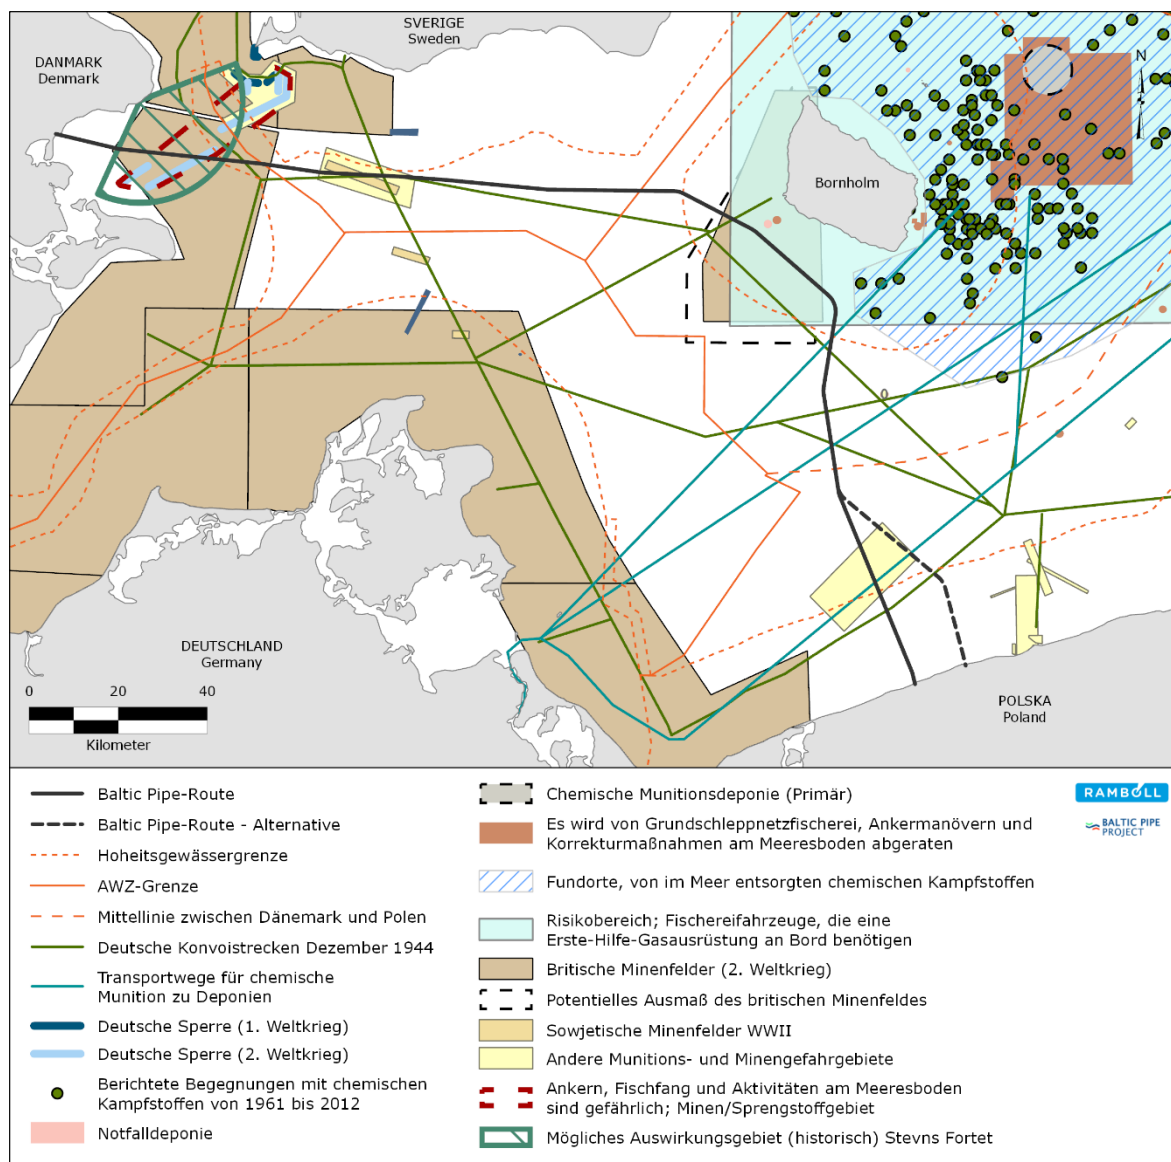 SVERIGE
Sweden
DANMARK
Denmark
N
Bornholm
DEUTSCHLAND
Germany
POLSKA
Poland
0 20 40
Kilometer
Baltic Pipe-Route
Baltic Pipe-Route - Alternative
Hoheitsgewässergrenze
AWZ-Grenze
Mittellinie zwischen Dänemark und Polen
Deutsche Konvoistrecken Dezember 1944
Transportwege für chemische
Munition zu Deponien
Deutsche Sperre (1. Weltkrieg)
Deutsche Sperre (2. Weltkrieg)
Berichtete Begegnungen mit chemischen
Kampfstoffen von 1961 bis 2012
Notfalldeponie
Chemische Munitionsdeponie (Primär)
Es wird von Grundschleppnetzfischerei, Ankermanövern und
Korrekturmaßnahmen am Meeresboden abgeraten
Fundorte, von im Meer entsorgten chemischen Kampfstoffen
Risikobereich; Fischereifahrzeuge, die eine
Erste-Hilfe-Gasausrüstung an Bord benötigen
Britische Minenfelder (2. Weltkrieg)
Potentielles Ausmaß des britischen Minenfeldes
Sowjetische Minenfelder WWII
Andere Munitions- und Minengefahrgebiete
Ankern, Fischfang und Aktivitäten am Meeresboden
sind gefährlich; Minen/Sprengstoffgebiet
Mögliches Auswirkungsgebiet (historisch) Stevns Fortet
RAMBOLL
BALTIC PIPE
PROJECT